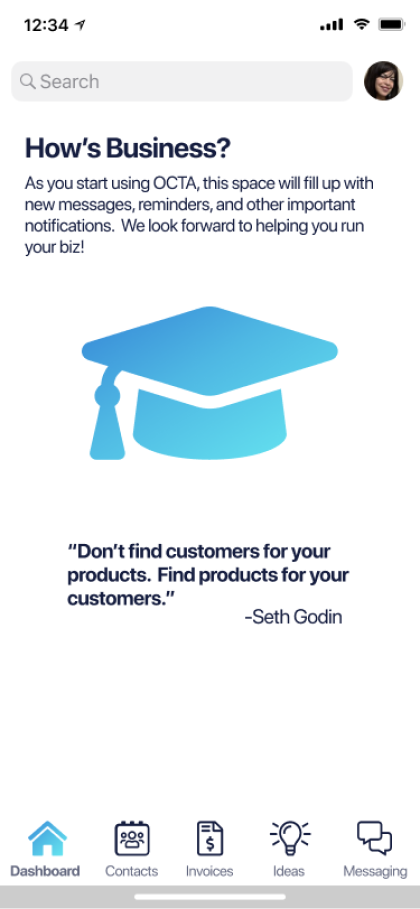 12:34
Search
How's Business?
As you start using OCTA, this space will fill up with
new messages, reminders, and other important
notifications.  We look forward to helping you run
your biz!
“Don't find customers for your
products.  Find products for your
customers.”
-Seth Godin
$
Dashboard Contacts Invoices Ideas Messaging